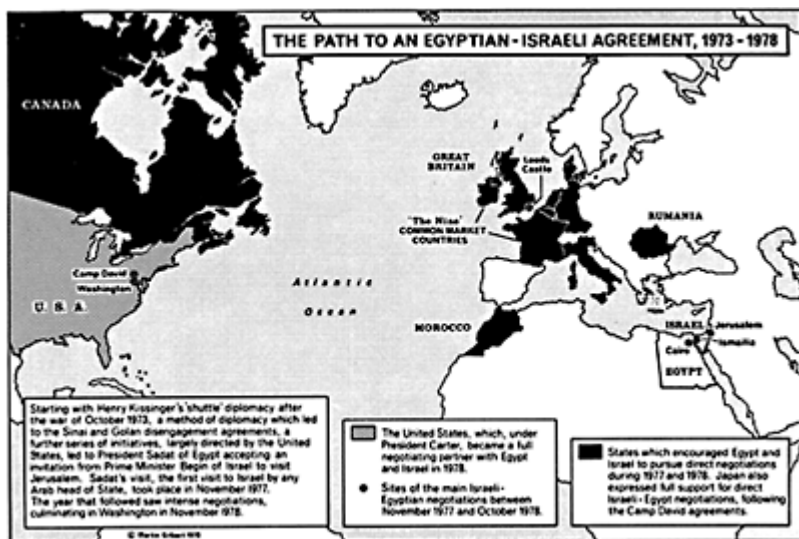 THE PATH TO AN EGYPTIAN-ISRAELI AGREEMENT, 1973-1978
CANADA
GREAT
BRITAIN
Leeds
Castle
'The Nine'
COMMON MARKET
COUNTRIES
RUMANIA
Camp David
Washington
U. S. A.
Atlantic
Ocean
MOROCCO
ISRAEL
Jerusalem
Ismailia
Cairo
EGYPT
Starting with Henry Kissinger's 'shuttle' diplomacy after
the war of October 1973, a method of diplomacy which led
to the Sinai and Golan disengagement agreements, a
further series of initiatives, largely directed by the United
States, led to President Sadat of Egypt accepting an
invitation from Prime Minister Begin of Israel to visit
Jerusalem. Sadat's visit, the first visit to Israel by any
Arab head of State, took place in November 1977.
The year that followed saw intense negotiations,
culminating in Washington in November 1978.
© Martin Gilbert 1978
The United States, which, under
President Carter, became a full
negotiating partner with Egypt
and Israel in 1978.
Sites of the main Israeli-
Egyptian negotiations between
November 1977 and October 1978.
States which encouraged Egypt and
Israel to pursue direct negotiations
during 1977 and 1978. Japan also
expressed full support for direct
Israeli-Egypt negotiations, following
the Camp David agreements.